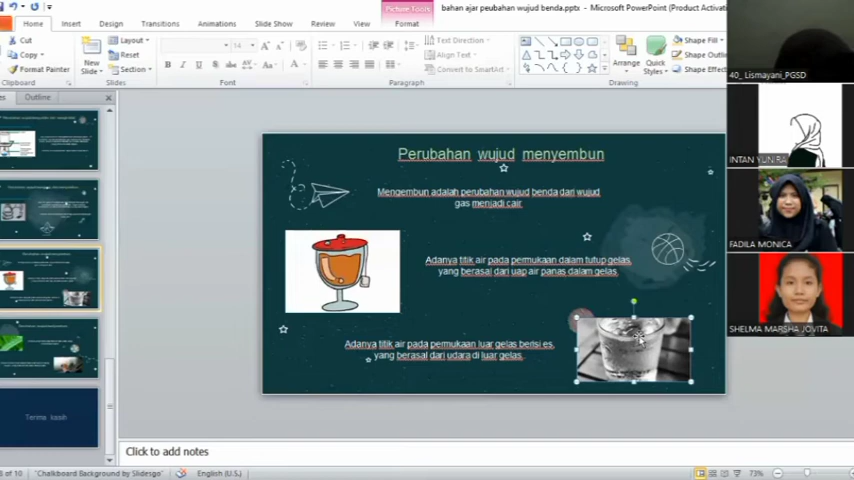 bahan ajar peubahan wujud benda.pptx - Microsoft PowerPoint (Product Activati
Picture Tools
Home Insert Design Transitions Animations Slide Show Review View Format
Cut
Copy
Format Painter
Clipboard
New
Slide
Layout
Reset
Section
Slides
Font
Text Direction
Align Text
Convert to SmartArt
Paragraph
Arrange
Quick
Styles
Shape Fill
Shape Outline
Shape Effect
Drawing
Outline
Terima kasih
Perubahan wujud menyembun
Mengembun adalah perubahan wujud benda dari wujud
gas menjadi cair
Adanya titik air pada permukaan dalam tutup gelas,
yang berasal dari uap air panas dalam gelas.
Adanya titik air pada permukaan luar gelas berisi es,
yang berasal dari udara di luar gelas.
40_ Lismayani_PGSD
INTAN YUN RA
FADILA MONICA
SHELMA MARSHA JOVITA
Click to add notes
of 10
"Chalkboard Background by Slidesgo"
English (U.S.)
73%